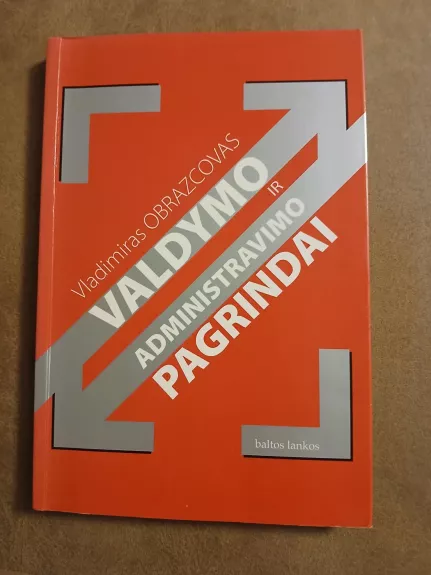 Vladimiras OBRAZCOVAS
VALDYMO
IR
ADMINISTRAVIMO
PAGRINDAI
baltos lankos